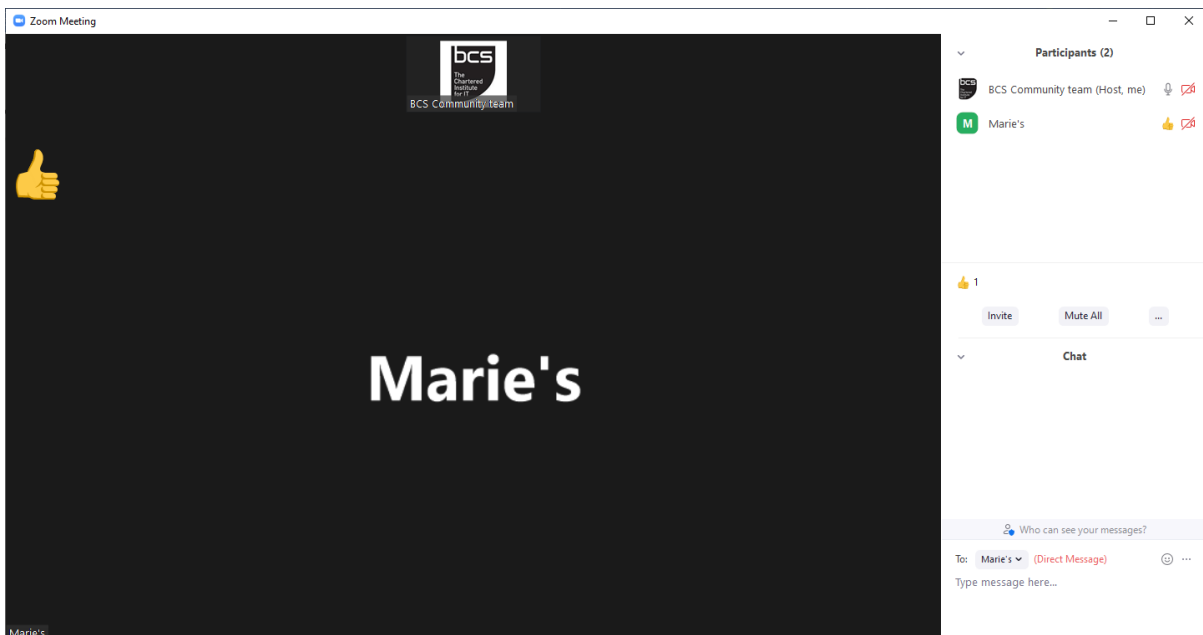 Zoom Meeting
bcs
The
Chartered
Institute
for IT
BCS Community team
Marie's
Marie's
Participants (2)
bcs
BCS Community team (Host, me)
M
Marie's
1
Invite
Mute All
...
Chat
Who can see your messages?
To:
Marie's
(Direct Message)
Type message here...